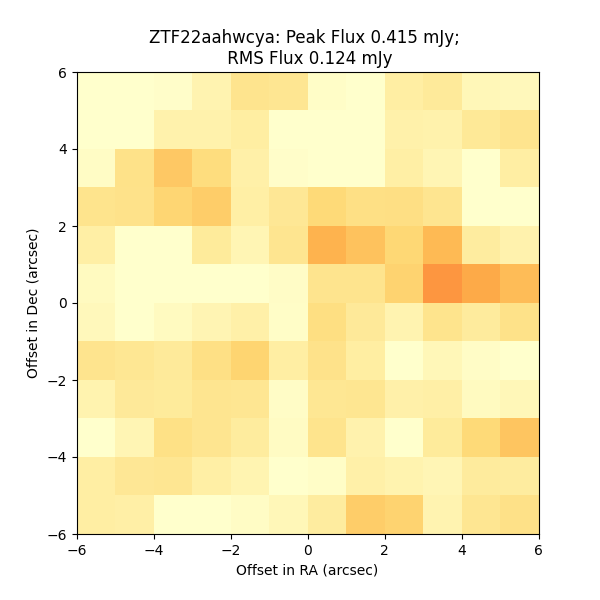 ZTF22aahwcya: Peak Flux 0.415 mJy;
RMS Flux 0.124 mJy
6
4
2
0
−2
−4
−6
Offset in Dec (arcsec)
−6 −4 −2 0 2 4 6
Offset in RA (arcsec)